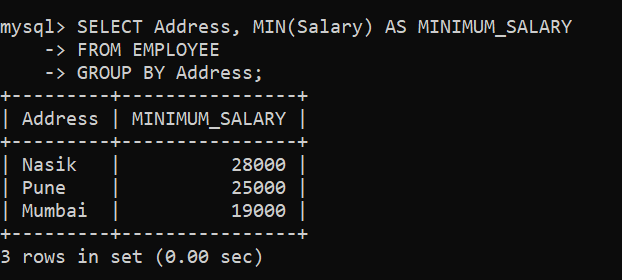 mysql> SELECT Address, MIN(Salary) AS MINIMUM_SALARY
    -> FROM EMPLOYEE
    -> GROUP BY Address;
+---------+----------------+
| Address | MINIMUM_SALARY |
+---------+----------------+
| Nasik   |          28000 |
| Pune    |          25000 |
| Mumbai  |          19000 |
+---------+----------------+
3 rows in set (0.00 sec)